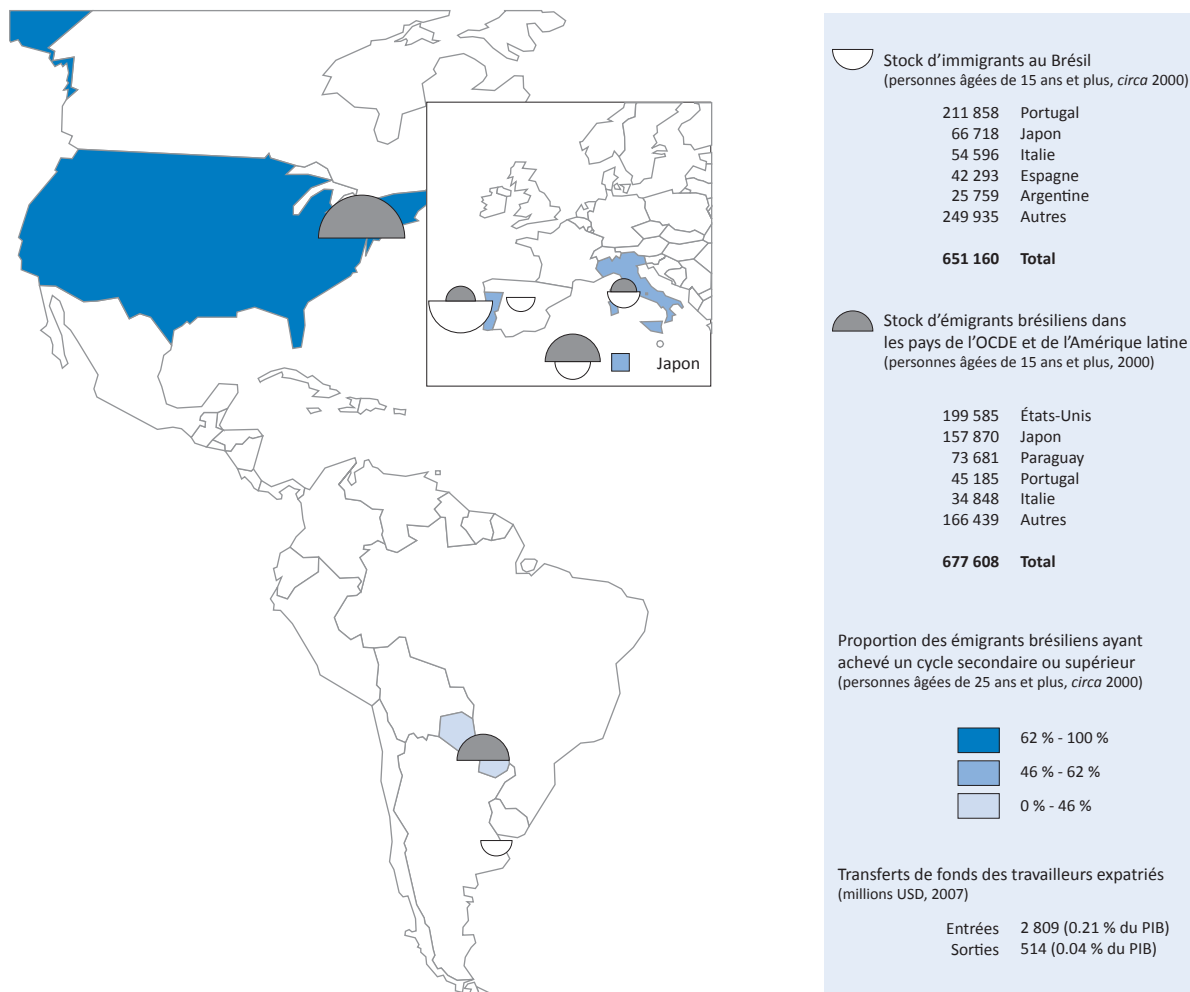 Stock d'immigrants au Brésil
(personnes âgées de 15 ans et plus, circa 2000)
211 858 Portugal
66 718 Japon
54 596 Italie
42 293 Espagne
25 759 Argentine
249 935 Autres
651 160 Total
Stock d'émigrants brésiliens dans
les pays de l'OCDE et de l'Amérique latine
(personnes âgées de 15 ans et plus, 2000)
199 585 États-Unis
157 870 Japon
73 681 Paraguay
45 185 Portugal
34 848 Italie
166 439 Autres
677 608 Total
Proportion des émigrants brésiliens ayant
achevé un cycle secondaire ou supérieur
(personnes âgées de 25 ans et plus, circa 2000)
62 % - 100 %
46 % - 62 %
0 % - 46 %
Transferts de fonds des travailleurs expatriés
(millions USD, 2007)
Entrées 2 809 (0.21 % du PIB)
Sorties 514 (0.04 % du PIB)
Japon